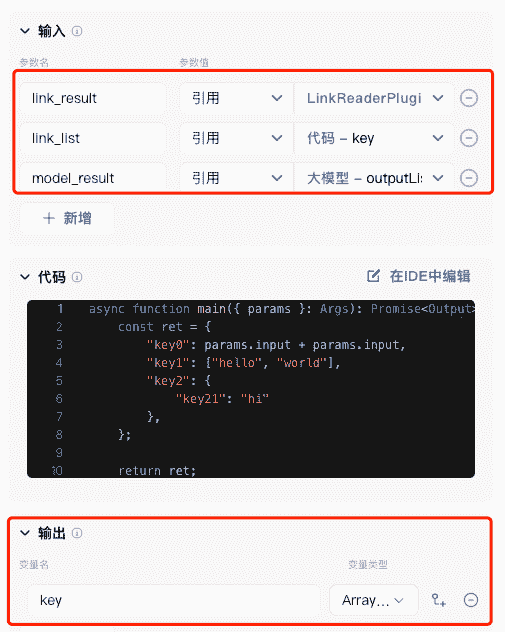 输入
参数名 参数值
link_result 引用 LinkReaderPlugi
link_list 引用 代码 – key
model_result 引用 大模型 – outputLis
+ 新增
代码 在IDE中编辑
1 async function main({ params }: Args): Promise<Output>
2 const ret = {
3 "key0": params.input + params.input,
4 "key1": ["hello", "world"],
5 "key2": {
6 "key21": "hi"
7 },
8 };
9
10 return ret;
输出
变量名 变量类型
key Array...